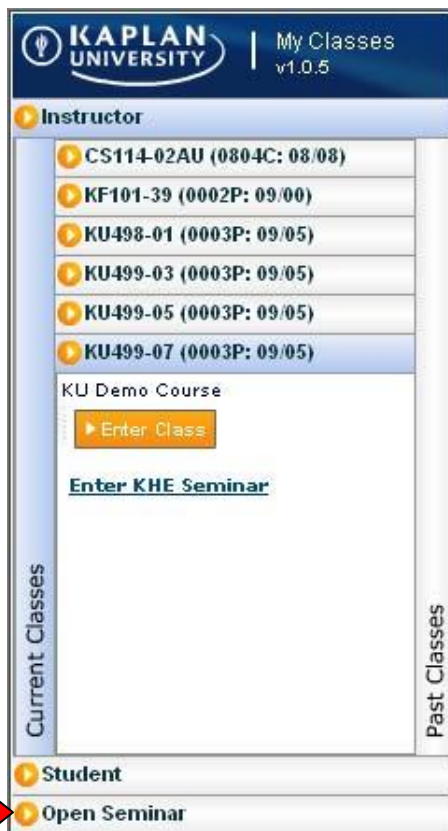 KAPLAN UNIVERSITY
My Classes
v1.0.5
Instructor
CS114-02AU (0804C: 08/08)
KF101-39 (0002P: 09/00)
KU498-01 (0003P: 09/05)
KU499-03 (0003P: 09/05)
KU499-05 (0003P: 09/05)
KU499-07 (0003P: 09/05)
KU Demo Course
Enter Class
Enter KHE Seminar
Current Classes
Past Classes
Student
Open Seminar